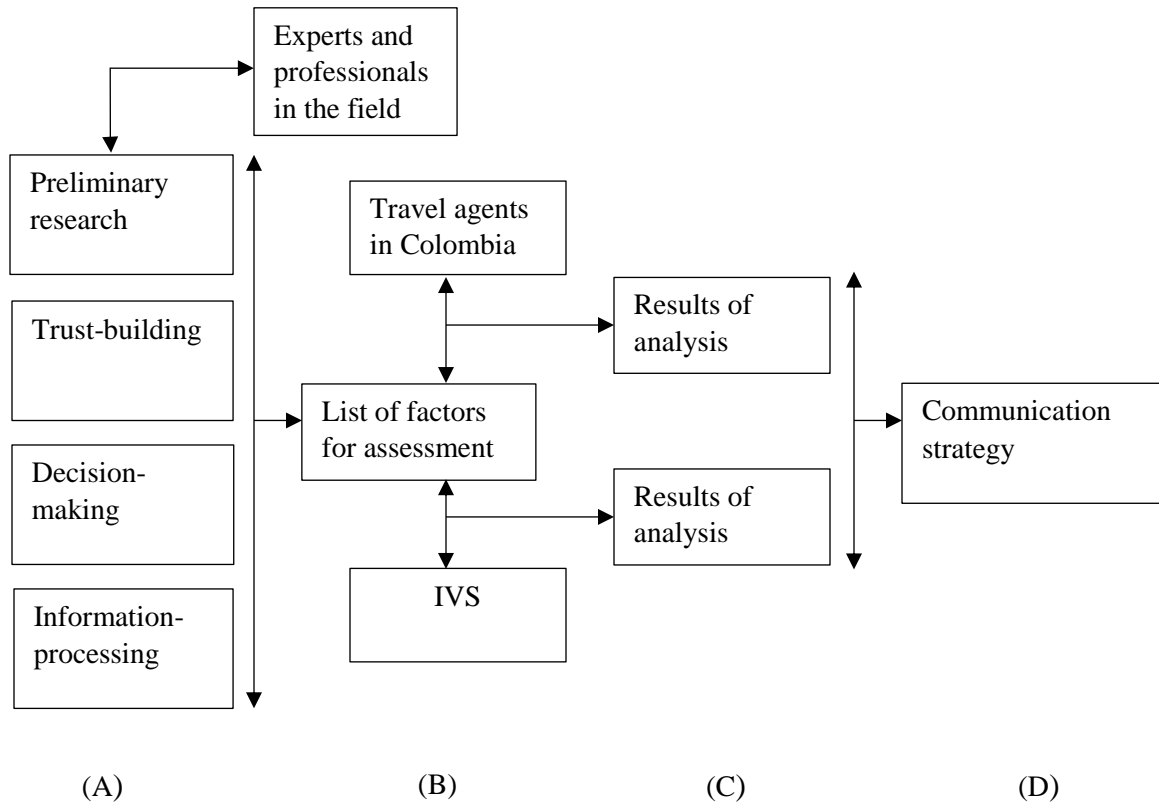 Experts and
professionals
in the field
Preliminary
research
Travel agents
in Colombia
Results of
analysis
Trust-building
List of factors
for assessment
Communication
strategy
Decision-
making
Results of
analysis
IVS
Information-
processing
(A)
(B)
(C)
(D)